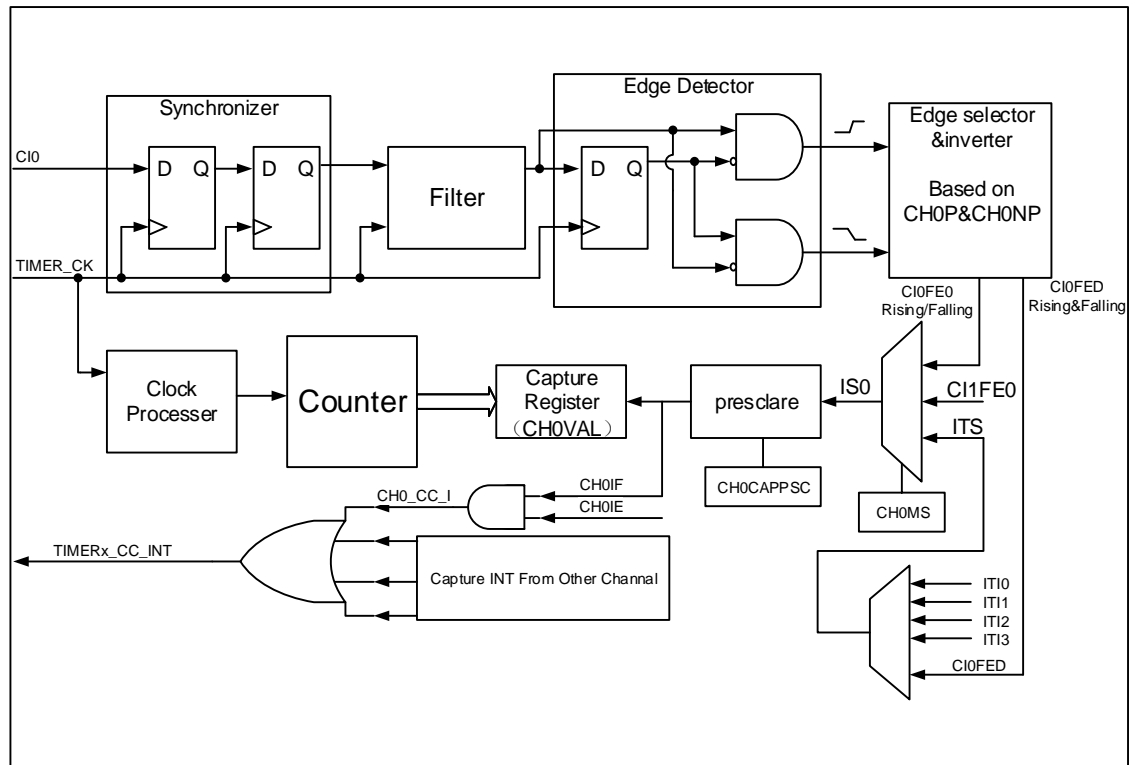 Synchronizer
Edge Detector
Edge selector
&inverter
Based on
CH0P&CH0NP
CI0
D Q
D Q
Filter
D Q
TIMER_CK
CI0FE0
Rising/Falling
CI0FED
Rising&Falling
Clock
Processer
Counter
Capture
Register
（CH0VAL）
presclare
IS0
CI1FE0
ITS
CH0CAPPSC
CH0MS
CH0_CC_I
CH0IF
CH0IE
TIMERx_CC_INT
Capture INT From Other Channel
ITI0
ITI1
ITI2
ITI3
CI0FED